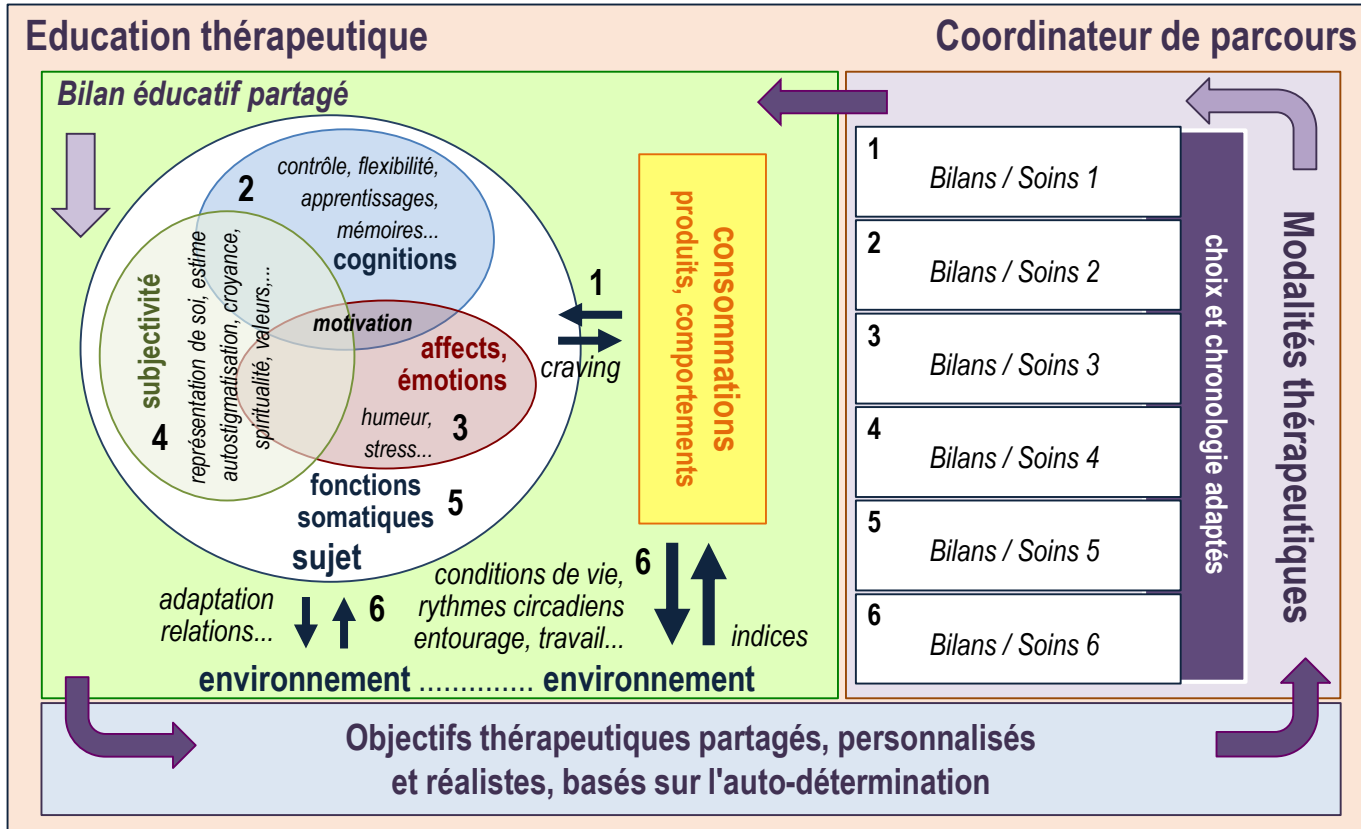 Education thérapeutique
Coordinateur de parcours
Bilan éducatif partagé
2
contrôle, flexibilité,
apprentissages,
mémoires...
cognitions
subjectivité
4
représentation de soi, estime
autostigmatisation, croyance,
spiritualité, valeurs,...
motivation
affects,
émotions
humeur,
stress...
3
fonctions
somatiques
5
sujet
1
craving
consommations
produits, comportements
adaptation
relations...
6
conditions de vie,
rythmes circadiens
entourage, travail...
6
indices
environnement .............. environnement
1
Bilans / Soins 1
2
Bilans / Soins 2
3
Bilans / Soins 3
4
Bilans / Soins 4
5
Bilans / Soins 5
6
Bilans / Soins 6
choix et chronologie adaptés
Modalités thérapeutiques
Objectifs thérapeutiques partagés, personnalisés
et réalistes, basés sur l'auto-détermination